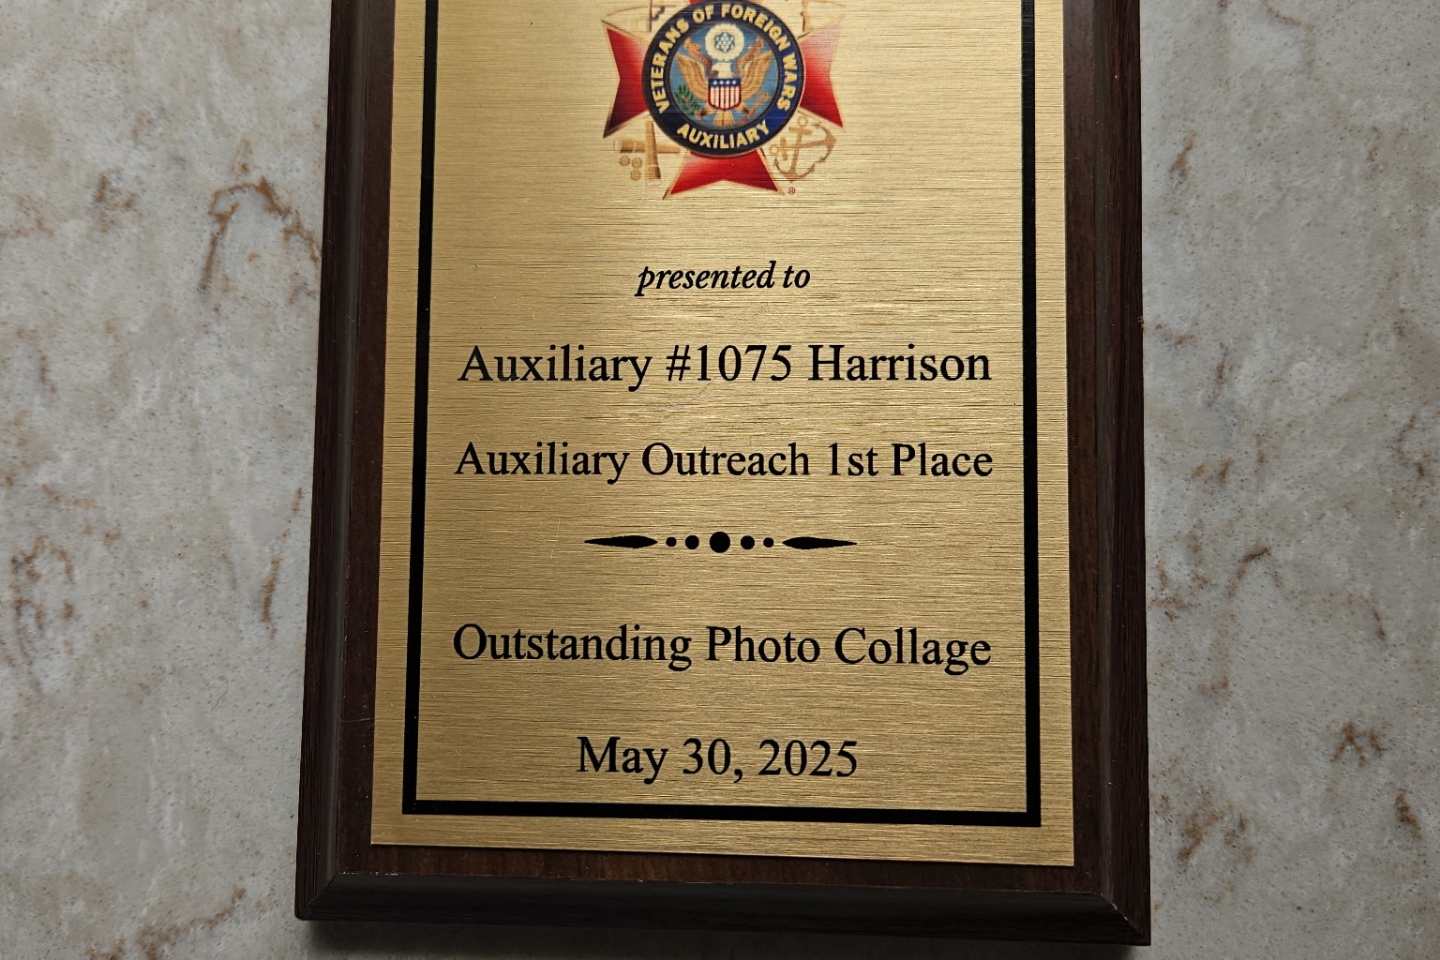 VETERANS OF FOREIGN WARS
AUXILIARY
®
presented to
Auxiliary #1075 Harrison
Auxiliary Outreach 1st Place
Outstanding Photo Collage
May 30, 2025